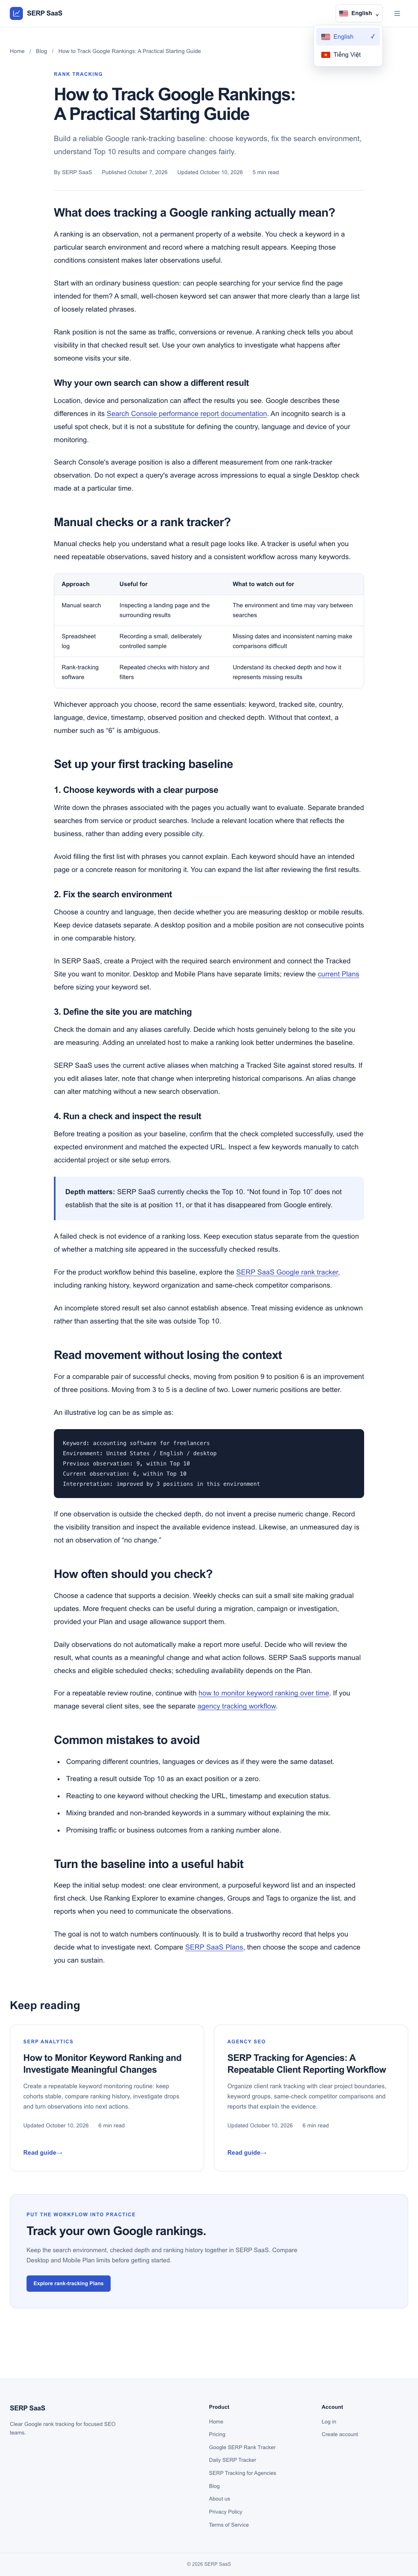 SERP SaaS
English
English ✓
Tiếng Việt
Home / Blog / How to Track Google Rankings: A Practical Starting Guide
RANK TRACKING
How to Track Google Rankings:
A Practical Starting Guide
Build a reliable Google rank-tracking baseline: choose keywords, fix the search environment,
understand Top 10 results and compare changes fairly.
By SERP SaaS Published October 7, 2026 Updated October 10, 2026 5 min read
What does tracking a Google ranking actually mean?
A ranking is an observation, not a permanent property of a website. You check a keyword in a
particular search environment and record where a matching result appears. Keeping those
conditions consistent makes later observations useful.
Start with an ordinary business question: can people searching for your service find the page
intended for them? A small, well-chosen keyword set can answer that more clearly than a large list
of loosely related phrases.
Rank position is not the same as traffic, conversions or revenue. A ranking check tells you about
visibility in that checked result set. Use your own analytics to investigate what happens after
someone visits your site.
Why your own search can show a different result
Location, device and personalization can affect the results you see. Google describes these
differences in its Search Console performance report documentation. An incognito search is a
useful spot check, but it is not a substitute for defining the country, language and device of your
monitoring.
Search Console's average position is also a different measurement from one rank-tracker
observation. Do not expect a query's average across impressions to equal a single Desktop check
made at a particular time.
Manual checks or a rank tracker?
Manual checks help you understand what a result page looks like. A tracker is useful when you
need repeatable observations, saved history and a consistent workflow across many keywords.
Approach Useful for What to watch out for
Manual search Inspecting a landing page and the surrounding results The environment and time may vary between searches
Spreadsheet log Recording a small, deliberately controlled sample Missing dates and inconsistent naming make comparisons difficult
Rank-tracking software Repeated checks with history and filters Understand its checked depth and how it represents missing results
Whichever approach you choose, record the same essentials: keyword, tracked site, country,
language, device, timestamp, observed position and checked depth. Without that context, a
number such as “6” is ambiguous.
Set up your first tracking baseline
1. Choose keywords with a clear purpose
Write down the phrases associated with the pages you actually want to evaluate. Separate branded
searches from service or product searches. Include a relevant location where that reflects the
business, rather than adding every possible city.
Avoid filling the first list with phrases you cannot explain. Each keyword should have an intended
page or a concrete reason for monitoring it. You can expand the list after reviewing the first results.
2. Fix the search environment
Choose a country and language, then decide whether you are measuring desktop or mobile results.
Keep device datasets separate. A desktop position and a mobile position are not consecutive points
in one comparable history.
In SERP SaaS, create a Project with the required search environment and connect the Tracked
Site you want to monitor. Desktop and Mobile Plans have separate limits; review the current Plans
before sizing your keyword set.
3. Define the site you are matching
Check the domain and any aliases carefully. Decide which hosts genuinely belong to the site you
are measuring. Adding an unrelated host to make a ranking look better undermines the baseline.
SERP SaaS uses the current active aliases when matching a Tracked Site against stored results. If
you edit aliases later, note that change when interpreting historical comparisons. An alias change
can alter matching without a new search observation.
4. Run a check and inspect the result
Before treating a position as your baseline, confirm that the check completed successfully, used the
expected environment and matched the expected URL. Inspect a few keywords manually to catch
accidental project or site setup errors.
Depth matters: SERP SaaS currently checks the Top 10. “Not found in Top 10” does not
establish that the site is at position 11, or that it has disappeared from Google entirely.
A failed check is not evidence of a ranking loss. Keep execution status separate from the question
of whether a matching site appeared in the successfully checked results.
For the product workflow behind this baseline, explore the SERP SaaS Google rank tracker,
including ranking history, keyword organization and same-check competitor comparisons.
An incomplete stored result set also cannot establish absence. Treat missing evidence as unknown
rather than asserting that the site was outside Top 10.
Read movement without losing the context
For a comparable pair of successful checks, moving from position 9 to position 6 is an improvement
of three positions. Moving from 3 to 5 is a decline of two. Lower numeric positions are better.
An illustrative log can be as simple as:
Keyword: accounting software for freelancers
Environment: United States / English / desktop
Previous observation: 9, within Top 10
Current observation: 6, within Top 10
Interpretation: improved by 3 positions in this environment
If one observation is outside the checked depth, do not invent a precise numeric change. Record
the visibility transition and inspect the available evidence instead. Likewise, an unmeasured day is
not an observation of “no change.”
How often should you check?
Choose a cadence that supports a decision. Weekly checks can suit a small site making gradual
changes. More frequent checks can be useful during a migration, campaign or investigation,
provided your Plan and usage allowance support them.
Daily observations do not automatically make a report more useful. Decide who will review the
result, what counts as a meaningful change and what action follows. SERP SaaS supports manual
checks and eligible scheduled checks; scheduling availability depends on the Plan.
For a repeatable review routine, continue with how to monitor keyword ranking over time. If you
manage several client sites, see the separate agency tracking workflow.
Common mistakes to avoid
• Comparing different countries, languages or devices as if they were the same dataset.
• Treating a result outside Top 10 as an exact position or a zero.
• Reacting to one keyword without checking the URL, timestamp and execution status.
• Mixing branded and non-branded keywords in a summary without explaining the mix.
• Promising traffic or business outcomes from a ranking number alone.
Turn the baseline into a useful habit
Keep the initial setup modest: one clear environment, a purposeful keyword list and an inspected
first check. Use Ranking Explorer to examine changes, Groups and Tags to organize the list, and
reports when you need to communicate the observations.
The goal is not to watch numbers continuously. It is to build a trustworthy record that helps you
decide what to investigate next. Compare SERP SaaS Plans, then choose the scope and cadence
you can sustain.
Keep reading
SERP ANALYTICS
How to Monitor Keyword Ranking and
Investigate Meaningful Changes
Create a repeatable keyword monitoring routine: keep
cohorts stable, compare ranking history, investigate drops
and turn observations into next actions.
Updated October 10, 2026 6 min read
Read guide→
AGENCY SEO
SERP Tracking for Agencies: A
Repeatable Client Reporting Workflow
Organize client rank tracking with clear project boundaries,
keyword groups, same-check competitor comparisons and
reports that explain the evidence.
Updated October 10, 2026 6 min read
Read guide→
PUT THE WORKFLOW INTO PRACTICE
Track your own Google rankings.
Keep the search environment, checked depth and ranking history together in SERP SaaS. Compare
Desktop and Mobile Plan limits before getting started.
Explore rank-tracking Plans
SERP SaaS
Clear Google rank tracking for focused SEO
teams.
Product
Home
Pricing
Google SERP Rank Tracker
Daily SERP Tracker
SERP Tracking for Agencies
Blog
About us
Privacy Policy
Terms of Service
Account
Log in
Create account
© 2026 SERP SaaS